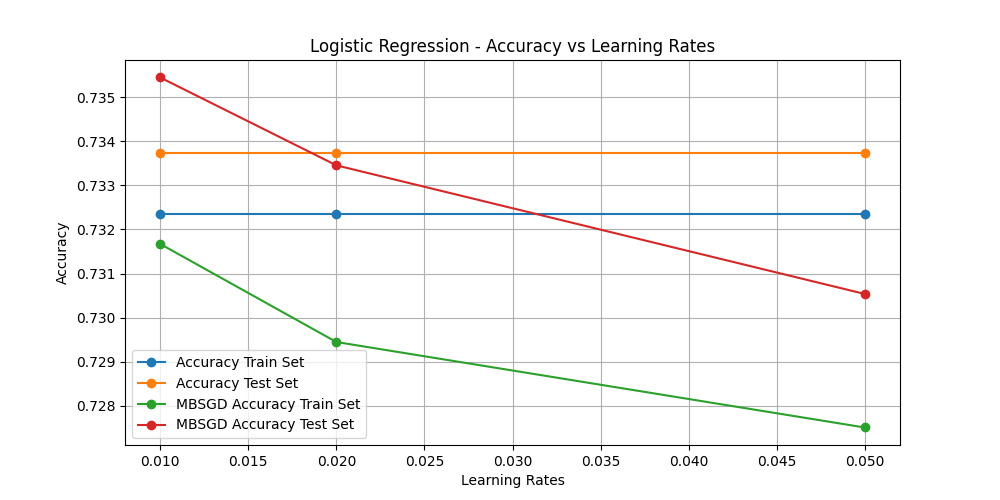 Logistic Regression - Accuracy vs Learning Rates
Accuracy
0.735
0.734
0.733
0.732
0.731
0.730
0.729
0.728
Accuracy Train Set
Accuracy Test Set
MBSGD Accuracy Train Set
MBSGD Accuracy Test Set
0.010 0.015 0.020 0.025 0.030 0.035 0.040 0.045 0.050
Learning Rates